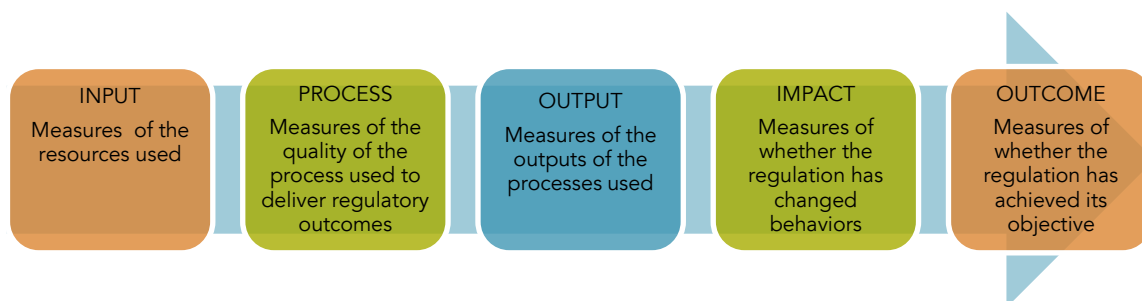 INPUT
Measures of the
resources used
PROCESS
Measures of the
quality of the
process used to
deliver regulatory
outcomes
OUTPUT
Measures of the
outputs of the
processes used
IMPACT
Measures of
whether the
regulation has
changed
behaviors
OUTCOME
Measures of
whether the
regulation has
achieved its
objective